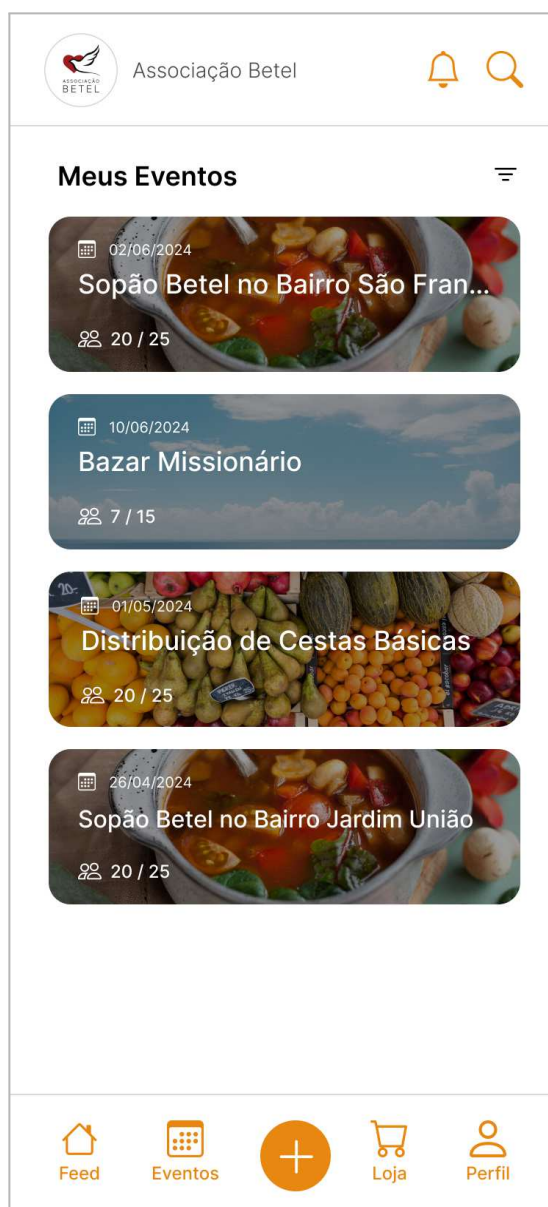 ASSOCIAÇÃO
BETEL
Associação Betel
Meus Eventos
02/06/2024
Sopão Betel no Bairro São Fran...
20 / 25
10/06/2024
Bazar Missionário
7 / 15
20-
01/05/2024
Distribuição de Cestas Básicas
20 / 25
26/04/2024
Sopão Betel no Bairro Jardim União
20 / 25
Feed
Eventos
Loja
Perfil